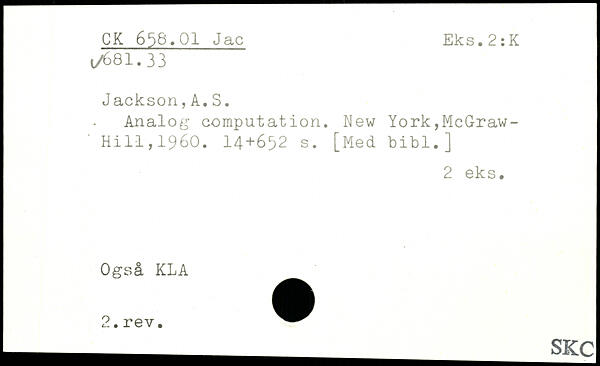 CK 658.01 Jac Eks.2:K
✓681.33
Jackson,A.S.
Analog computation. New York,McGraw-
Hill,1960. 14+652 s. [Med bibl.]
2 eks.
Også KLA
2.rev.
SKC